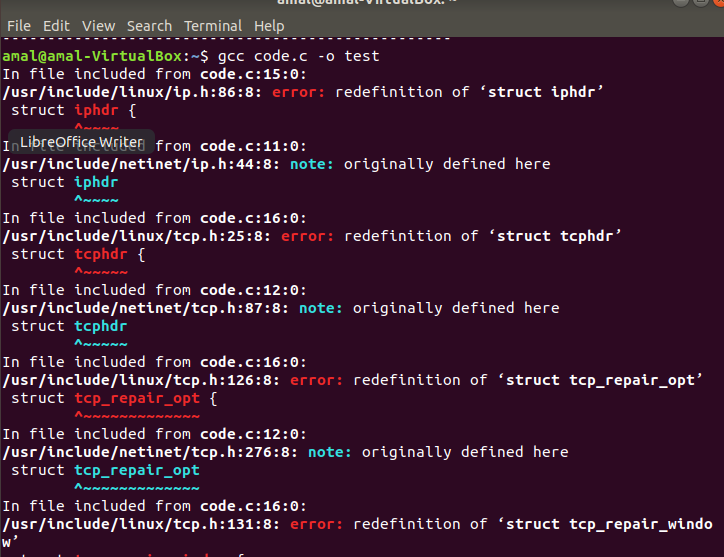 amal@amal-VirtualBox: ~
File Edit View Search Terminal Help
--------------------------------------------------
amal@amal-VirtualBox:~$ gcc code.c -o test
In file included from code.c:15:0:
/usr/include/linux/ip.h:86:8: error: redefinition of ‘struct iphdr’
 struct iphdr {
        ^~~~~
LibreOffice Writer
In file included from code.c:11:0:
/usr/include/netinet/ip.h:44:8: note: originally defined here
 struct iphdr
        ^~~~~
In file included from code.c:16:0:
/usr/include/linux/tcp.h:25:8: error: redefinition of ‘struct tcphdr’
 struct tcphdr {
        ^~~~~~
In file included from code.c:12:0:
/usr/include/netinet/tcp.h:87:8: note: originally defined here
 struct tcphdr
        ^~~~~~
In file included from code.c:16:0:
/usr/include/linux/tcp.h:126:8: error: redefinition of ‘struct tcp_repair_opt’
 struct tcp_repair_opt {
        ^~~~~~~~~~~~~~
In file included from code.c:12:0:
/usr/include/netinet/tcp.h:276:8: note: originally defined here
 struct tcp_repair_opt
        ^~~~~~~~~~~~~~
In file included from code.c:16:0:
/usr/include/linux/tcp.h:131:8: error: redefinition of ‘struct tcp_repair_windo
w’